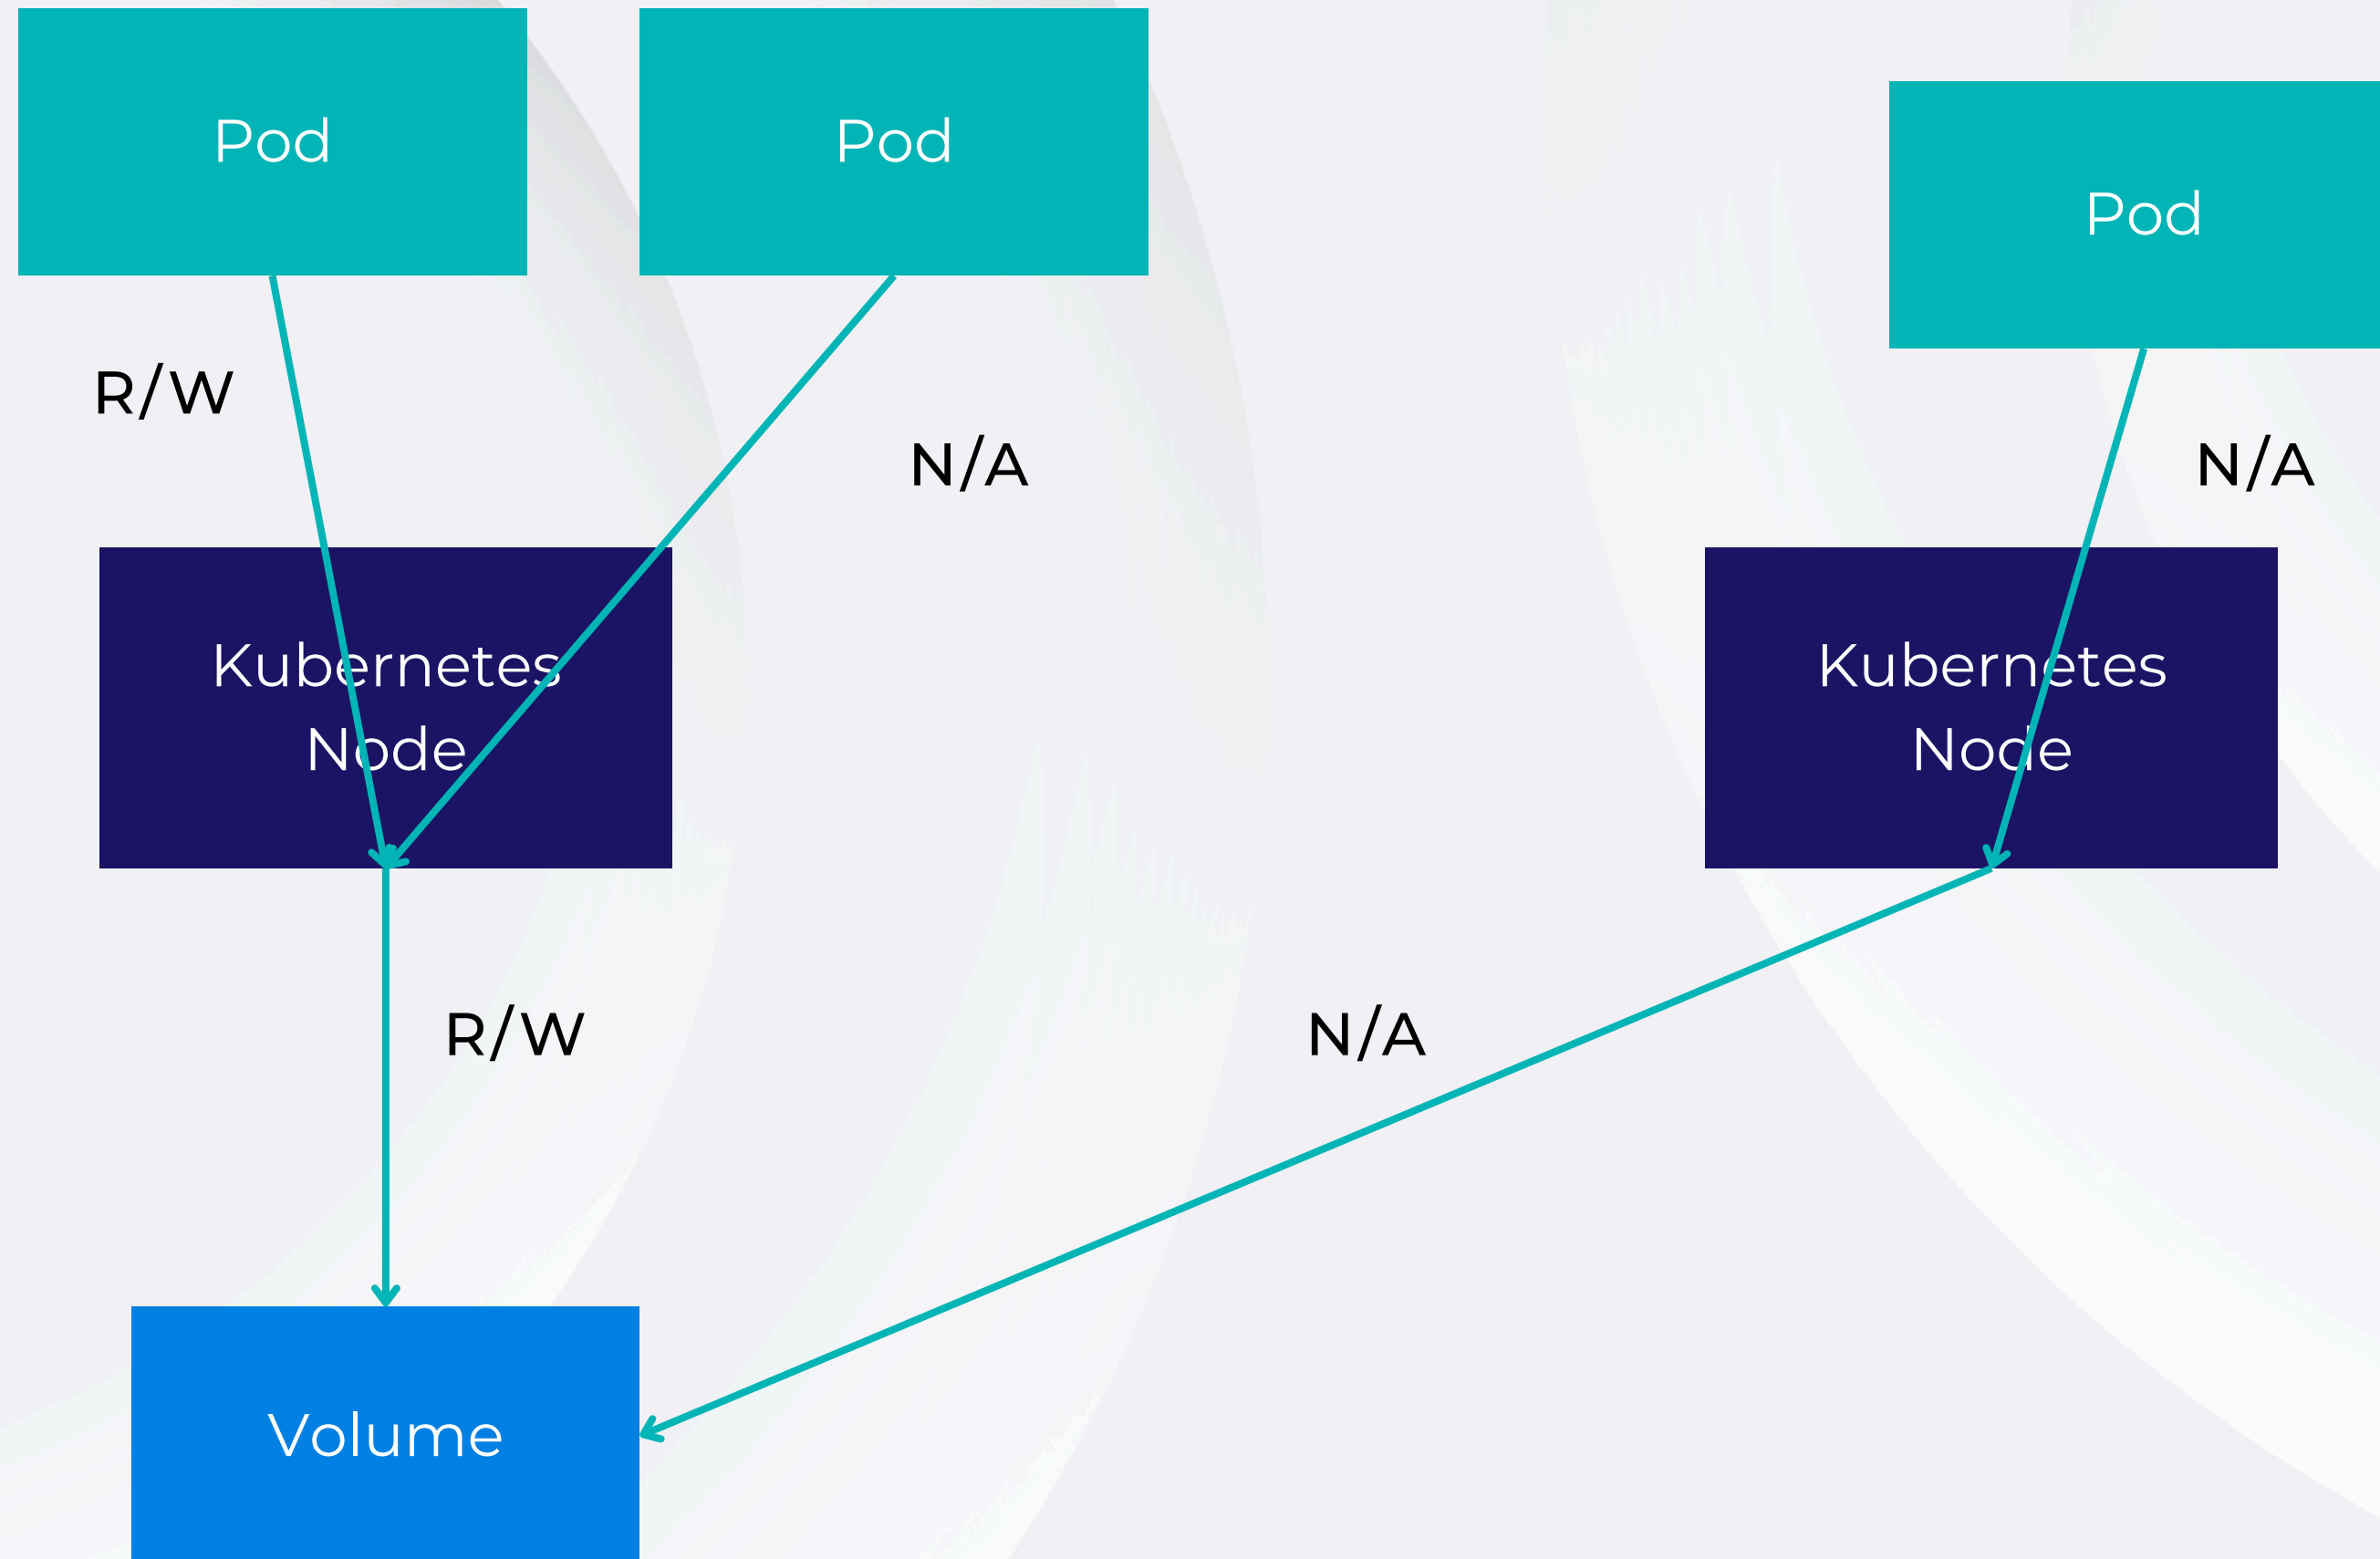 Pod
Pod
Pod
R/W
N/A
N/A
Kubernetes
Node
Kubernetes
Node
R/W
N/A
Volume